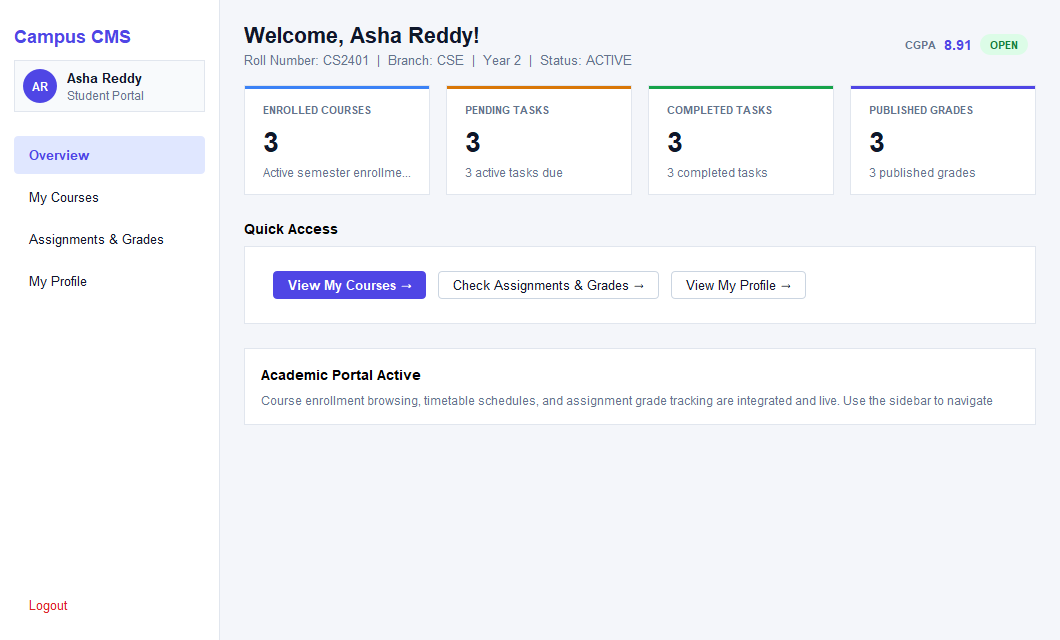 Campus CMS
AR
Asha Reddy
Student Portal
Overview
My Courses
Assignments & Grades
My Profile
Logout
Welcome, Asha Reddy!
Roll Number: CS2401 | Branch: CSE | Year 2 | Status: ACTIVE
CGPA 8.91 OPEN
ENROLLED COURSES
3
Active semester enrollme...
PENDING TASKS
3
3 active tasks due
COMPLETED TASKS
3
3 completed tasks
PUBLISHED GRADES
3
3 published grades
Quick Access
View My Courses →
Check Assignments & Grades →
View My Profile →
Academic Portal Active
Course enrollment browsing, timetable schedules, and assignment grade tracking are integrated and live. Use the sidebar to navigate